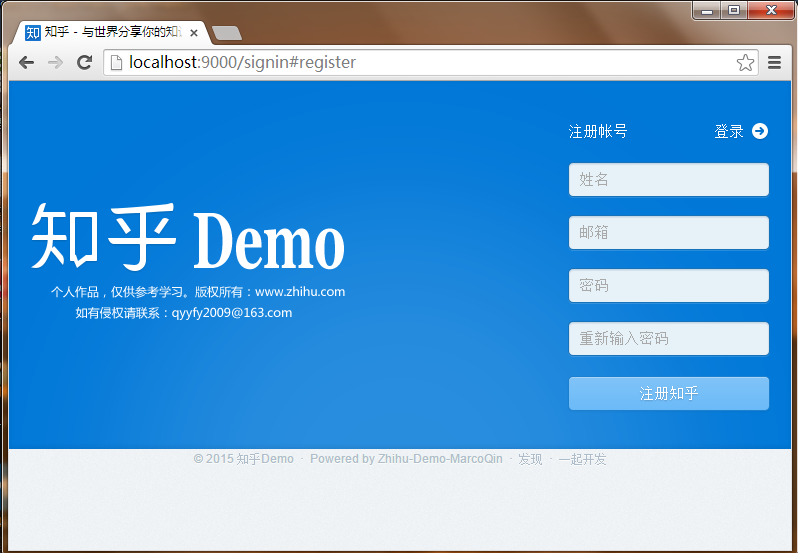 知乎 - 与世界分享你的知
localhost:9000/signin#register
注册帐号
登录
姓名
邮箱
密码
重新输入密码
注册知乎
知乎 Demo
个人作品，仅供参考学习。版权所有：www.zhihu.com
如有侵权请联系：qyyfy2009@163.com
© 2015 知乎Demo · Powered by Zhihu-Demo-MarcoQin · 发现 · 一起开发